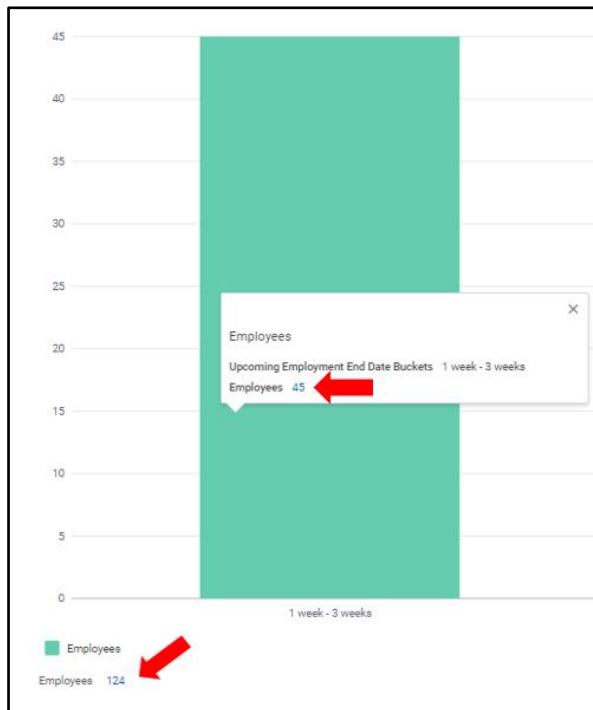 45
40
35
30
25
20
15
10
5
0
Employees
Upcoming Employment End Date Buckets 1 week - 3 weeks
Employees 45
1 week - 3 weeks
Employees
Employees 124